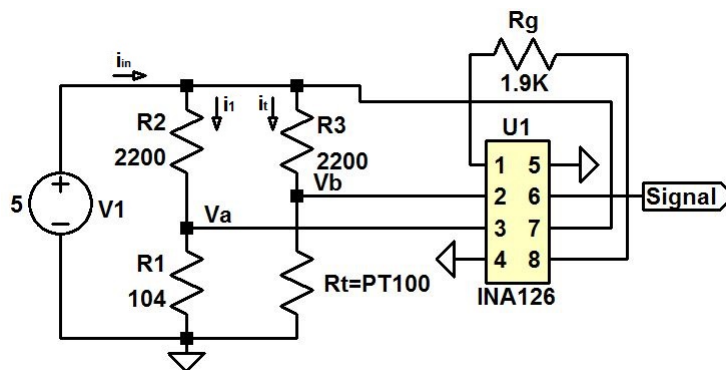 Rg
1.9K
iin
R2
2200
i1
it
R3
2200
U1
1 5
2 6
3 7
4 8
INA126
Signal
Vb
Va
5
V1
R1
104
Rt=PT100